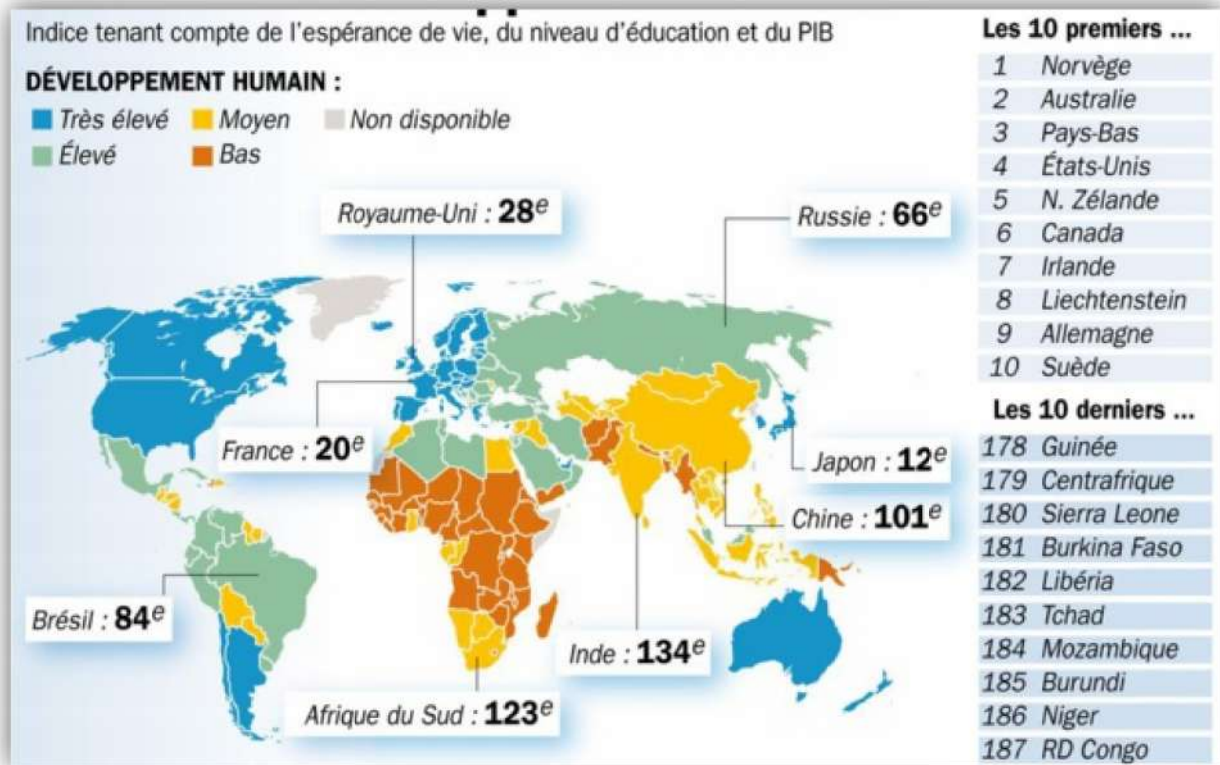 Indice tenant compte de l'espérance de vie, du niveau d'éducation et du PIB
DÉVELOPPEMENT HUMAIN :
Très élevé
Moyen
Non disponible
Élevé
Bas
Royaume-Uni : 28e
Russie : 66e
France : 20e
Japon : 12e
Chine : 101e
Brésil : 84e
Inde : 134e
Afrique du Sud : 123e
Les 10 premiers ...
1 Norvège
2 Australie
3 Pays-Bas
4 États-Unis
5 N. Zélande
6 Canada
7 Irlande
8 Liechtenstein
9 Allemagne
10 Suède
Les 10 derniers ...
178 Guinée
179 Centrafrique
180 Sierra Leone
181 Burkina Faso
182 Libéria
183 Tchad
184 Mozambique
185 Burundi
186 Niger
187 RD Congo